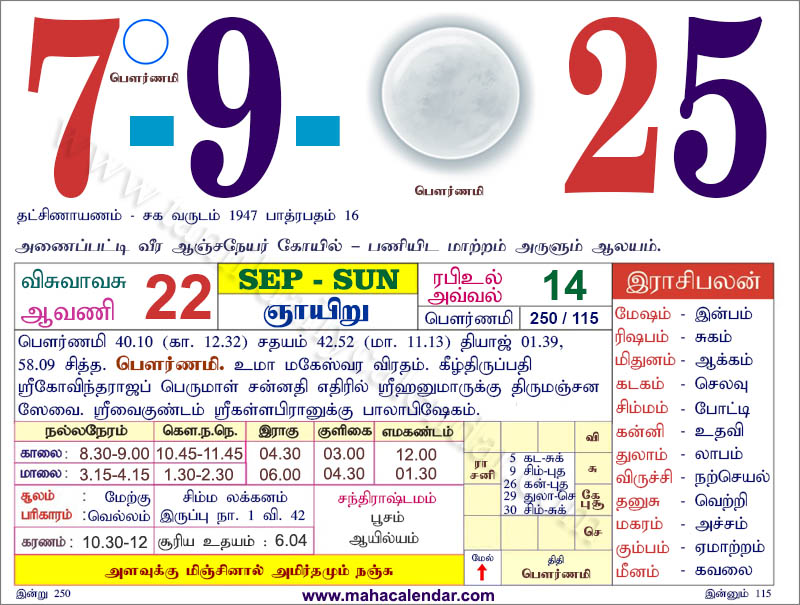 7-9- 25
பௌர்ணமி
பௌர்ணமி
தட்சிணாயணம் - சக வருடம் 1947 பாத்ரபதம் 16
அணைப்பட்டி வீர ஆஞ்சநேயர் கோயில் – பணியிட மாற்றம் அருளும் ஆலயம்.
விசுவாவசு
ஆவணி 22
SEP - SUN
ஞாயிறு
ரபிஉல் அவ்வல் 14
பௌர்ணமி 250 / 115
பௌர்ணமி 40.10 (கா. 12.32) சதயம் 42.52 (மா. 11.13) தியாஜ் 01.39,
58.09 சித்த. பௌர்ணமி. உமா மகேஸ்வர விரதம். கீழ்திருப்பதி
ஸ்ரீகோவிந்தராஜப் பெருமாள் சன்னதி எதிரில் ஸ்ரீஹனுமாருக்கு திருமஞ்சன
ஸேவை. ஸ்ரீவைகுண்டம் ஸ்ரீகள்ளபிரானுக்கு பாலாபிஷேகம்.
நல்லநேரம் கௌ.ந.நெ. இராகு குளிகை எமகண்டம்
காலை: 8.30-9.00 10.45-11.45 04.30 03.00 12.00
மாலை: 3.15-4.15 1.30-2.30 06.00 04.30 01.30
சூலம் : மேற்கு
பரிகாரம் : வெல்லம்
சிம்ம லக்கனம்
இருப்பு நா. 1 வி. 42
கரணம்: 10.30-12 சூரிய உதயம் : 6.04
சந்திராஷ்டமம்
பூசம்
ஆயில்யம்
அளவுக்கு மிஞ்சினால் அமிர்தமும் நஞ்சு
ரா
சனி
5 கட-சுக்
9 சிம்-புத
26 கன்-புத
29 துலா-செ
30 சிம்-சுக்
வி
சு
கே
பு சூ
செ
மேல்
திதி
பௌர்ணமி
இராசிபலன்
மேஷம் - இன்பம்
ரிஷபம் - சுகம்
மிதுனம் - ஆக்கம்
கடகம் - செலவு
சிம்மம் - போட்டி
கன்னி - உதவி
துலாம் - லாபம்
விருச்சி - நற்செயல்
தனுசு - வெற்றி
மகரம் - அச்சம்
கும்பம் - ஏமாற்றம்
மீனம் - கவலை
இன்று 250
www.mahacalendar.com
இன்னும் 115